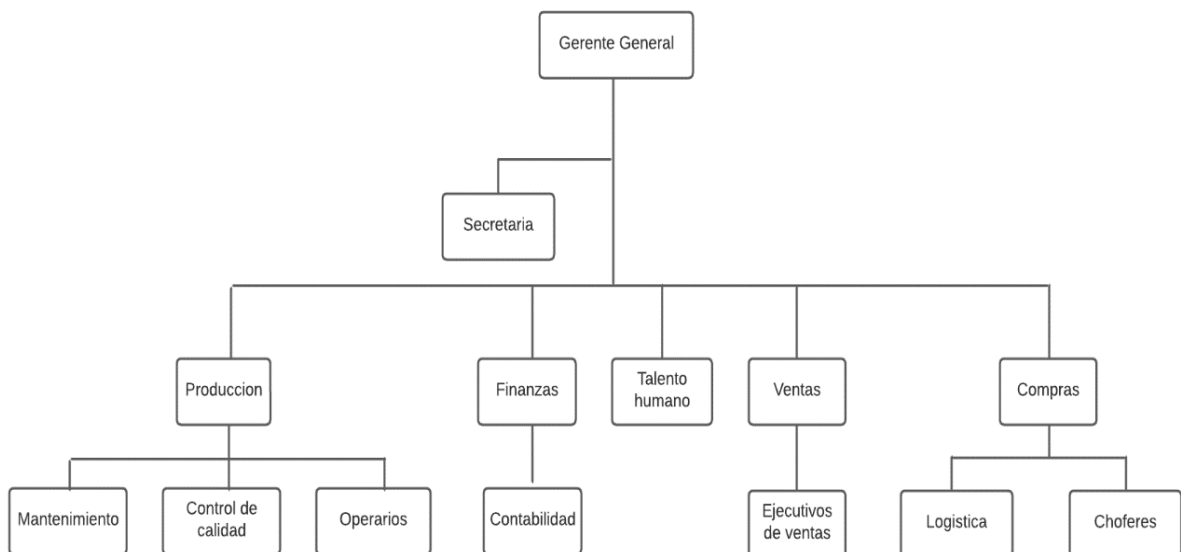 Gerente General
Secretaria
Produccion
Finanzas
Talento
humano
Ventas
Compras
Mantenimiento
Control de
calidad
Operarios
Contabilidad
Ejecutivos
de ventas
Logistica
Choferes